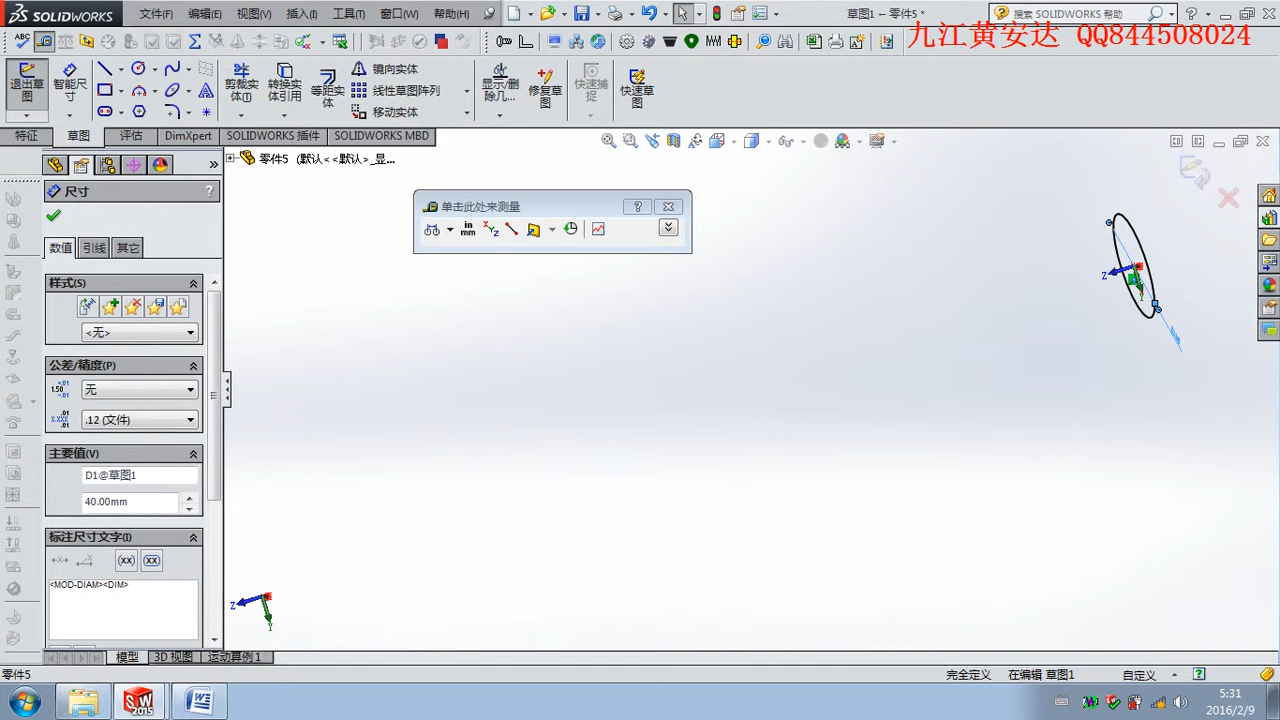 SOLIDWORKS
文件(F)
编辑(E)
视图(V)
插入(I)
工具(T)
窗口(W)
帮助(H)
草图1 ← 零件5 *
搜索 SOLIDWORKS 帮助
九江黄安达 QQ844508024
退出草图
智能尺寸
剪裁实体(T)
转换实体引用
等距实体
镜向实体
线性草图阵列
移动实体
显示/删除几...
修复草图
快速捕捉
快速草图
特征
草图
评估
DimXpert
SOLIDWORKS 插件
SOLIDWORKS MBD
零件5 (默认<<默认>_显...
尺寸
?
单击此处来测量
in
mm
数值
引线
其它
样式(S)
<无>
公差/精度(P)
无
.12 (文件)
主要值(V)
D1@草图1
40.00mm
标注尺寸文字(I)
(xx)
(xx)
<MOD-DIAM><DIM>
Z
Z
Y
模型
3D 视图
运动算例 1
零件5
完全定义
在编辑 草图1
自定义
5:31
2016/2/9